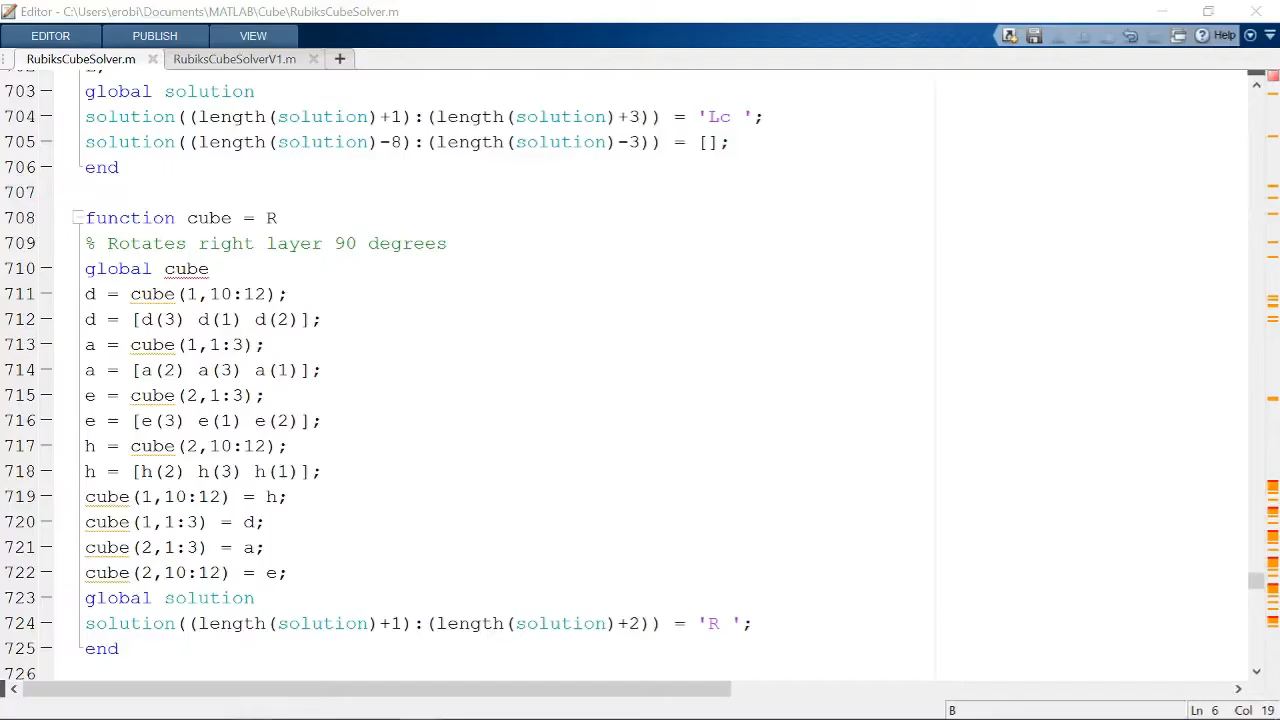 Editor - C:\Users\erobi\Documents\MATLAB\Cube\RubiksCubeSolver.m
EDITOR PUBLISH VIEW Help
RubiksCubeSolver.m RubiksCubeSolverV1.m
703 global solution
704 solution((length(solution)+1):(length(solution)+3)) = 'Lc ';
705 solution((length(solution)-8):(length(solution)-3)) = [];
706 end
707
708 function cube = R
709 % Rotates right layer 90 degrees
710 global cube
711 d = cube(1,10:12);
712 d = [d(3) d(1) d(2)];
713 a = cube(1,1:3);
714 a = [a(2) a(3) a(1)];
715 e = cube(2,1:3);
716 e = [e(3) e(1) e(2)];
717 h = cube(2,10:12);
718 h = [h(2) h(3) h(1)];
719 cube(1,10:12) = h;
720 cube(1,1:3) = d;
721 cube(2,1:3) = a;
722 cube(2,10:12) = e;
723 global solution
724 solution((length(solution)+1):(length(solution)+2)) = 'R ';
725 end
B Ln 6 Col 19